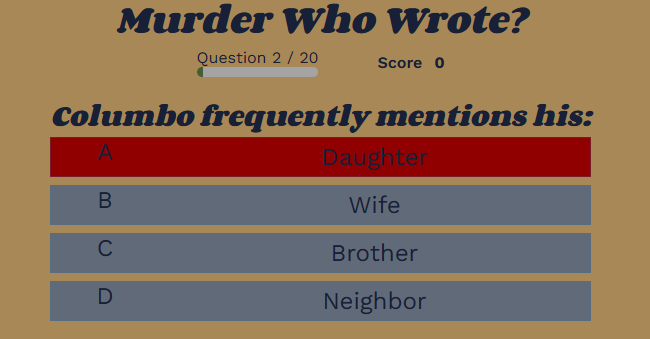 Murder Who Wrote?
Question 2 / 20
Score 0
Columbo frequently mentions his:
A Daughter
B Wife
C Brother
D Neighbor